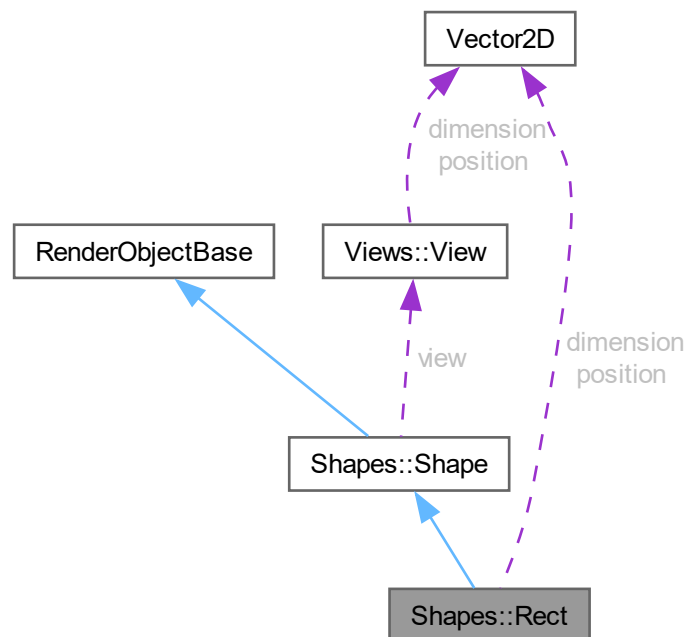 Vector2D
dimension
position
RenderObjectBase
Views::View
view
dimension
position
Shapes::Shape
Shapes::Rect